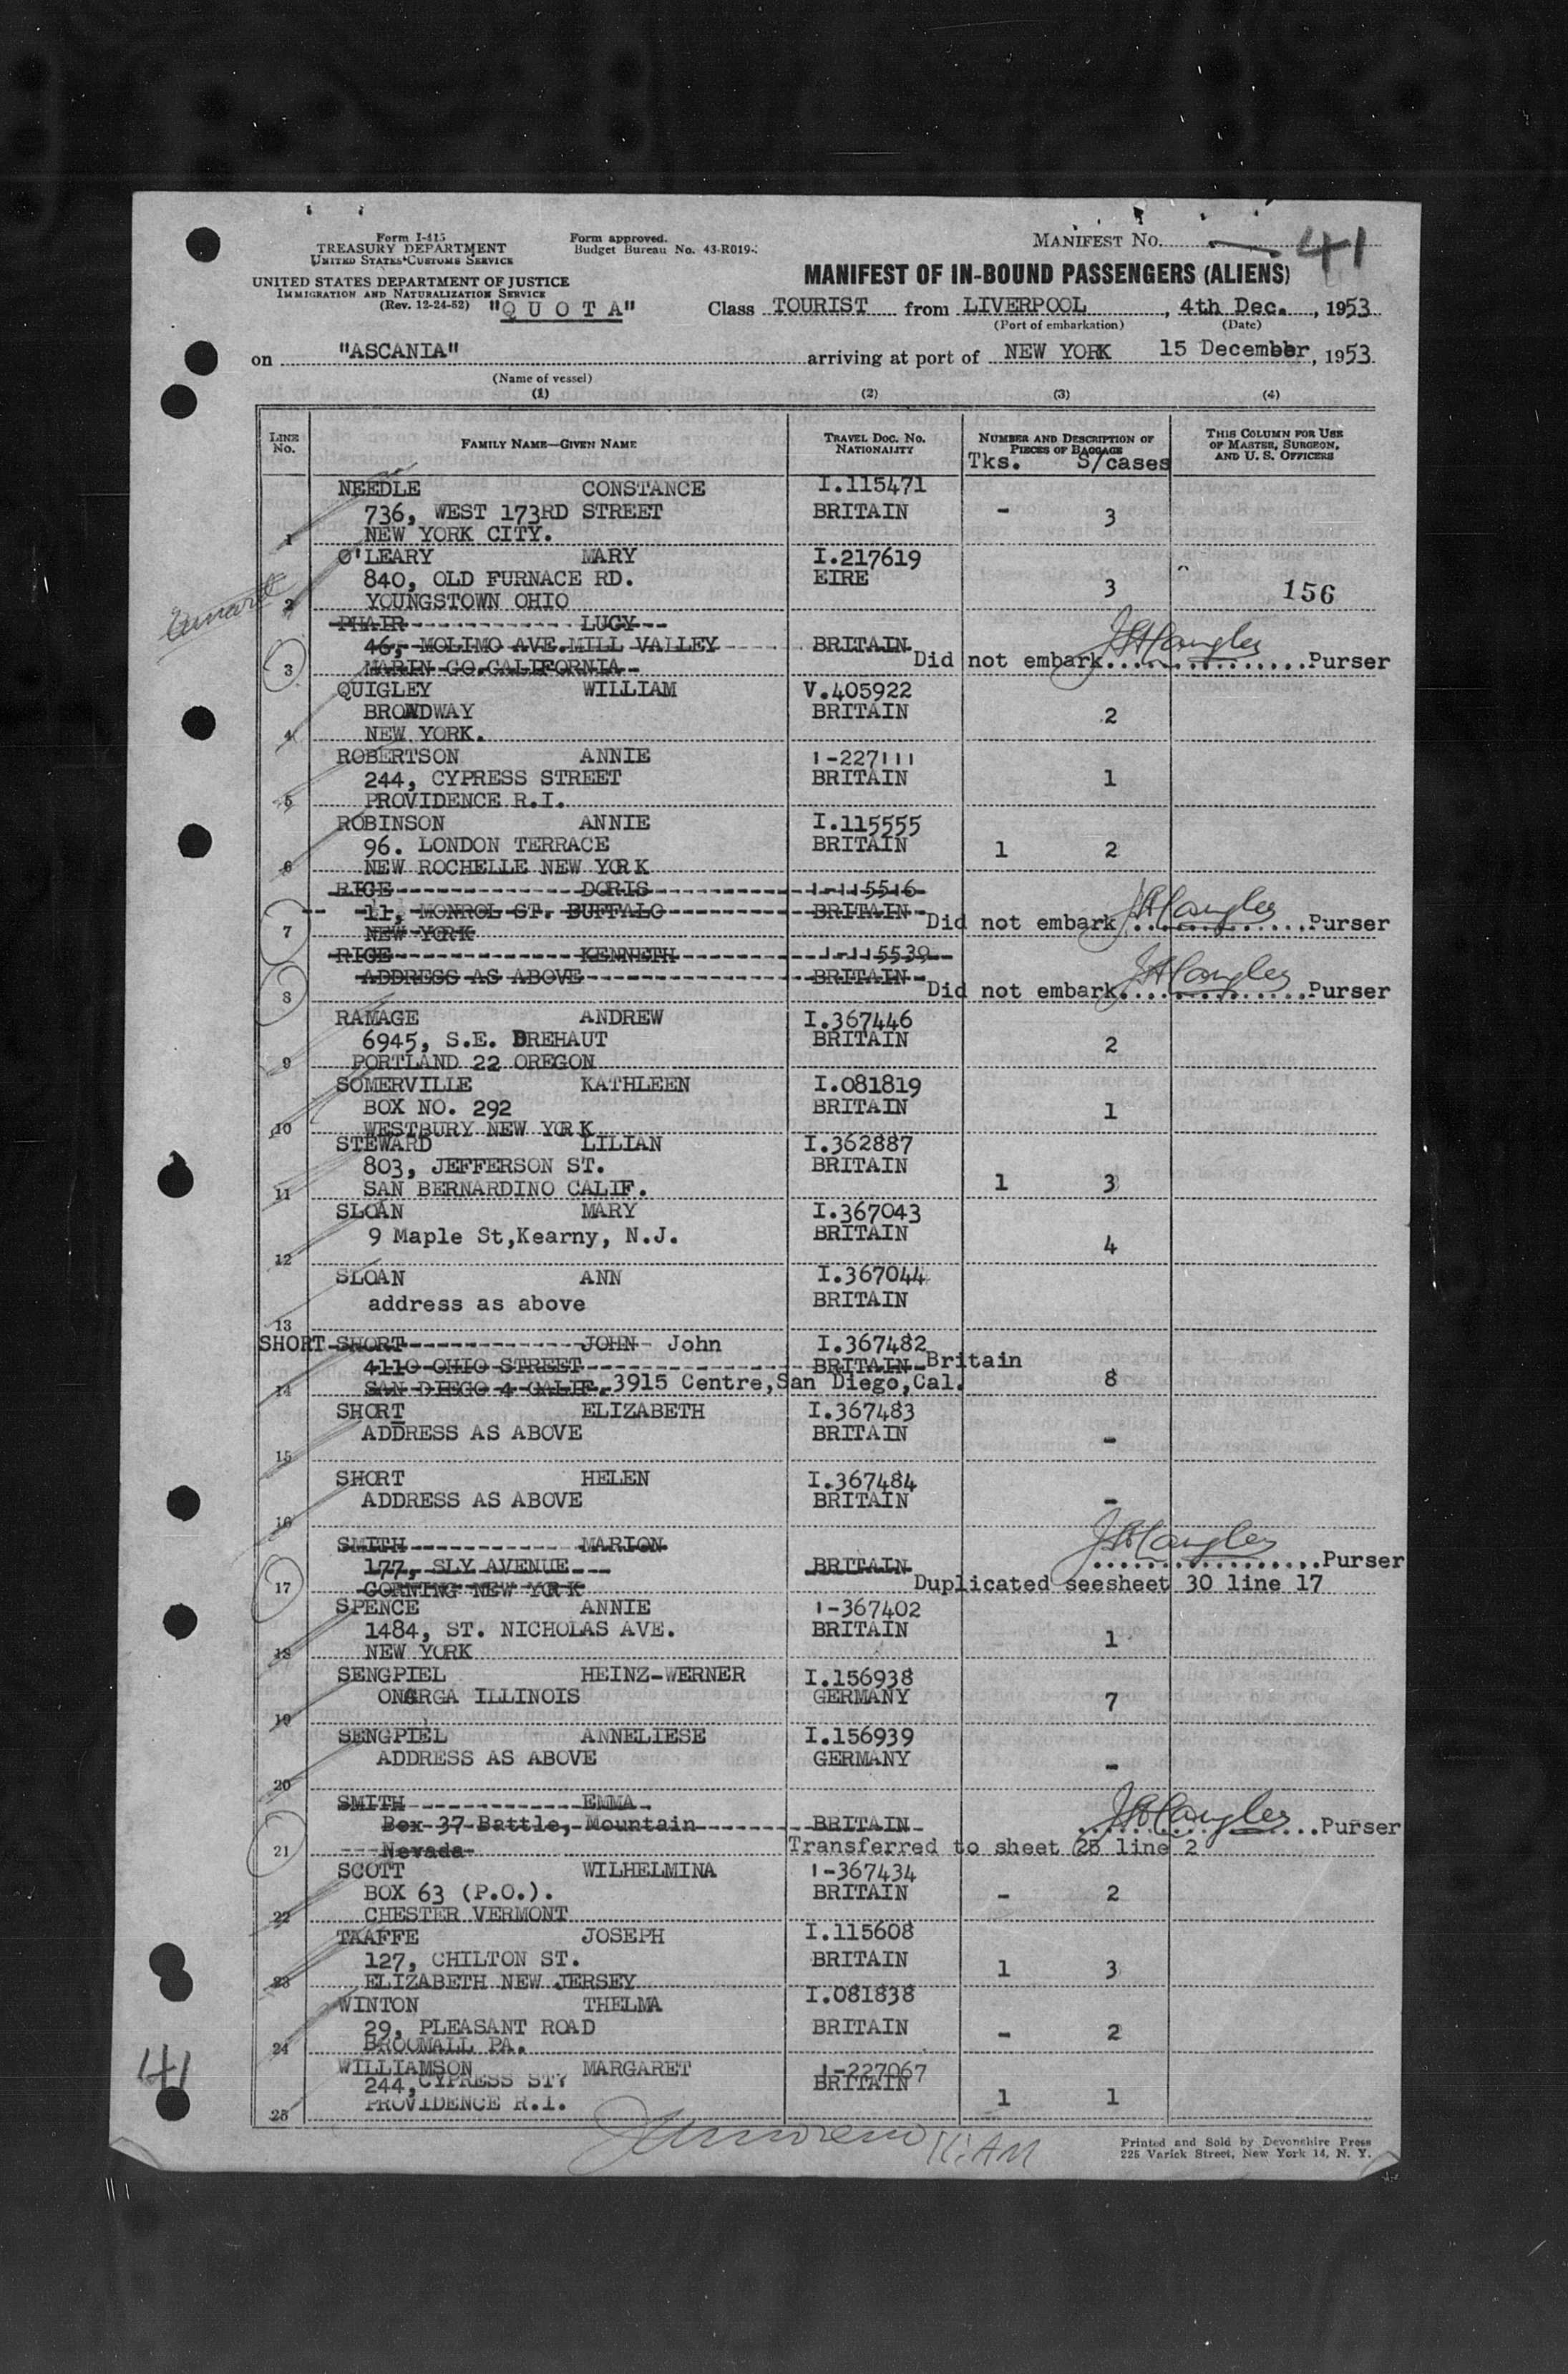 Form I-415
TREASURY DEPARTMENT
UNITED STATES CUSTOMS SERVICE
UNITED STATES DEPARTMENT OF JUSTICE
IMMIGRATION AND NATURALIZATION SERVICE
(Rev. 12-24-52) "QUOTA"
Form approved.
Budget Bureau No. 43-R019-
MANIFEST No. 41
MANIFEST OF IN-BOUND PASSENGERS (ALIENS)
Class TOURIST from LIVERPOOL, 4th Dec., 1953
(Port of embarkation) (Date)
on "ASCANIA" arriving at port of NEW YORK 15 December, 1953
(Name of vessel)
(1) (2) (3) (4)
LINE No. FAMILY NAME—GIVEN NAME TRAVEL DOC. No. NATIONALITY NUMBER AND DESCRIPTION OF PIECES OF BAGGAGE THIS COLUMN FOR USE OF MASTER, SURGEON, AND U. S. OFFICERS
Tks. S/cases
NEEDLE CONSTANCE I.115471
736, WEST 173RD STREET BRITAIN - 3
1 NEW YORK CITY.
O'LEARY MARY I.217619
840, OLD FURNACE RD. EIRE 3 156
2 YOUNGSTOWN OHIO
PHAIR LUCY
46, MOLIMO AVE.MILL VALLEY BRITAIN
3 MARIN CO.CALIFORNIA Did not embark Purser
QUIGLEY WILLIAM V.405922
BROADWAY BRITAIN 2
4 NEW YORK.
ROBERTSON ANNIE I-227111
244, CYPRESS STREET BRITAIN 1
5 PROVIDENCE R.I.
ROBINSON ANNIE I.115555
96. LONDON TERRACE BRITAIN 1 2
6 NEW ROCHELLE NEW YORK
RICE DORIS I-115516
11, MONROL ST. BUFFALO BRITAIN Did not embark Purser
7 NEW YORK
RICE KENNETH I-115539
ADDRESS AS ABOVE BRITAIN
8 Did not embark Purser
RAMAGE ANDREW I.367446
6945, S.E. BREHAUT BRITAIN 2
9 PORTLAND 22 OREGON
SOMERVILLE KATHLEEN I.081819
BOX NO. 292 BRITAIN 1
10 WESTBURY NEW YORK
STEWARD LILIAN I.362887
803, JEFFERSON ST. BRITAIN
11 SAN BERNARDINO CALIF. 1 3
SLOAN MARY I.367043
9 Maple St,Kearny, N.J. BRITAIN 4
12
SLOAN ANN I.367044
address as above BRITAIN
13
SHORT SHORT JOHN John I.367482
4110 OHIO STREET BRITAIN Britain
14 SAN DIEGO 4 CALIF. 3915 Centre,San Diego,Cal. 8
SHORT ELIZABETH I.367483
ADDRESS AS ABOVE BRITAIN -
15
SHORT HELEN I.367484
ADDRESS AS ABOVE BRITAIN -
16
SMITH MARION
177, SLY AVENUE BRITAIN Purser
17 CORNING NEW YORK Duplicated seesheet 30 line 17
SPENCE ANNIE I-367402
1484, ST. NICHOLAS AVE. BRITAIN 1
18 NEW YORK
SENGPIEL HEINZ-WERNER I.156938
ONARGA ILLINOIS GERMANY 7
19
SENGPIEL ANNELIESE I.156939
ADDRESS AS ABOVE GERMANY -
20
SMITH EMMA
Box 37 Battle, Mountain BRITAIN Purser
21 Nevada Transferred to sheet 25 line 2
SCOTT WILHELMINA I-367434
BOX 63 (P.O.). BRITAIN - 2
22 CHESTER VERMONT
TAAFFE JOSEPH I.115608
127, CHILTON ST. BRITAIN 1 3
23 ELIZABETH NEW JERSEY
WINTON THELMA I.081838
29, PLEASANT ROAD BRITAIN - 2
24 BROOMALL PA.
WILLIAMSON MARGARET I-227067
244, CYPRESS ST. BRITAIN
25 PROVIDENCE R.I. 1 1
41
Printed and Sold by Devonshire Press
225 Varick Street, New York 14, N. Y.